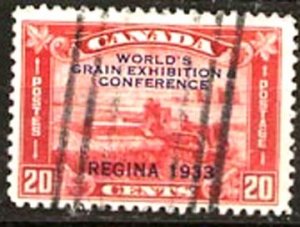 CANADA
WORLD'S
GRAIN EXHIBITION &
CONFERENCE
POSTES
POSTAGE
REGINA 1933
20 CENTS 20